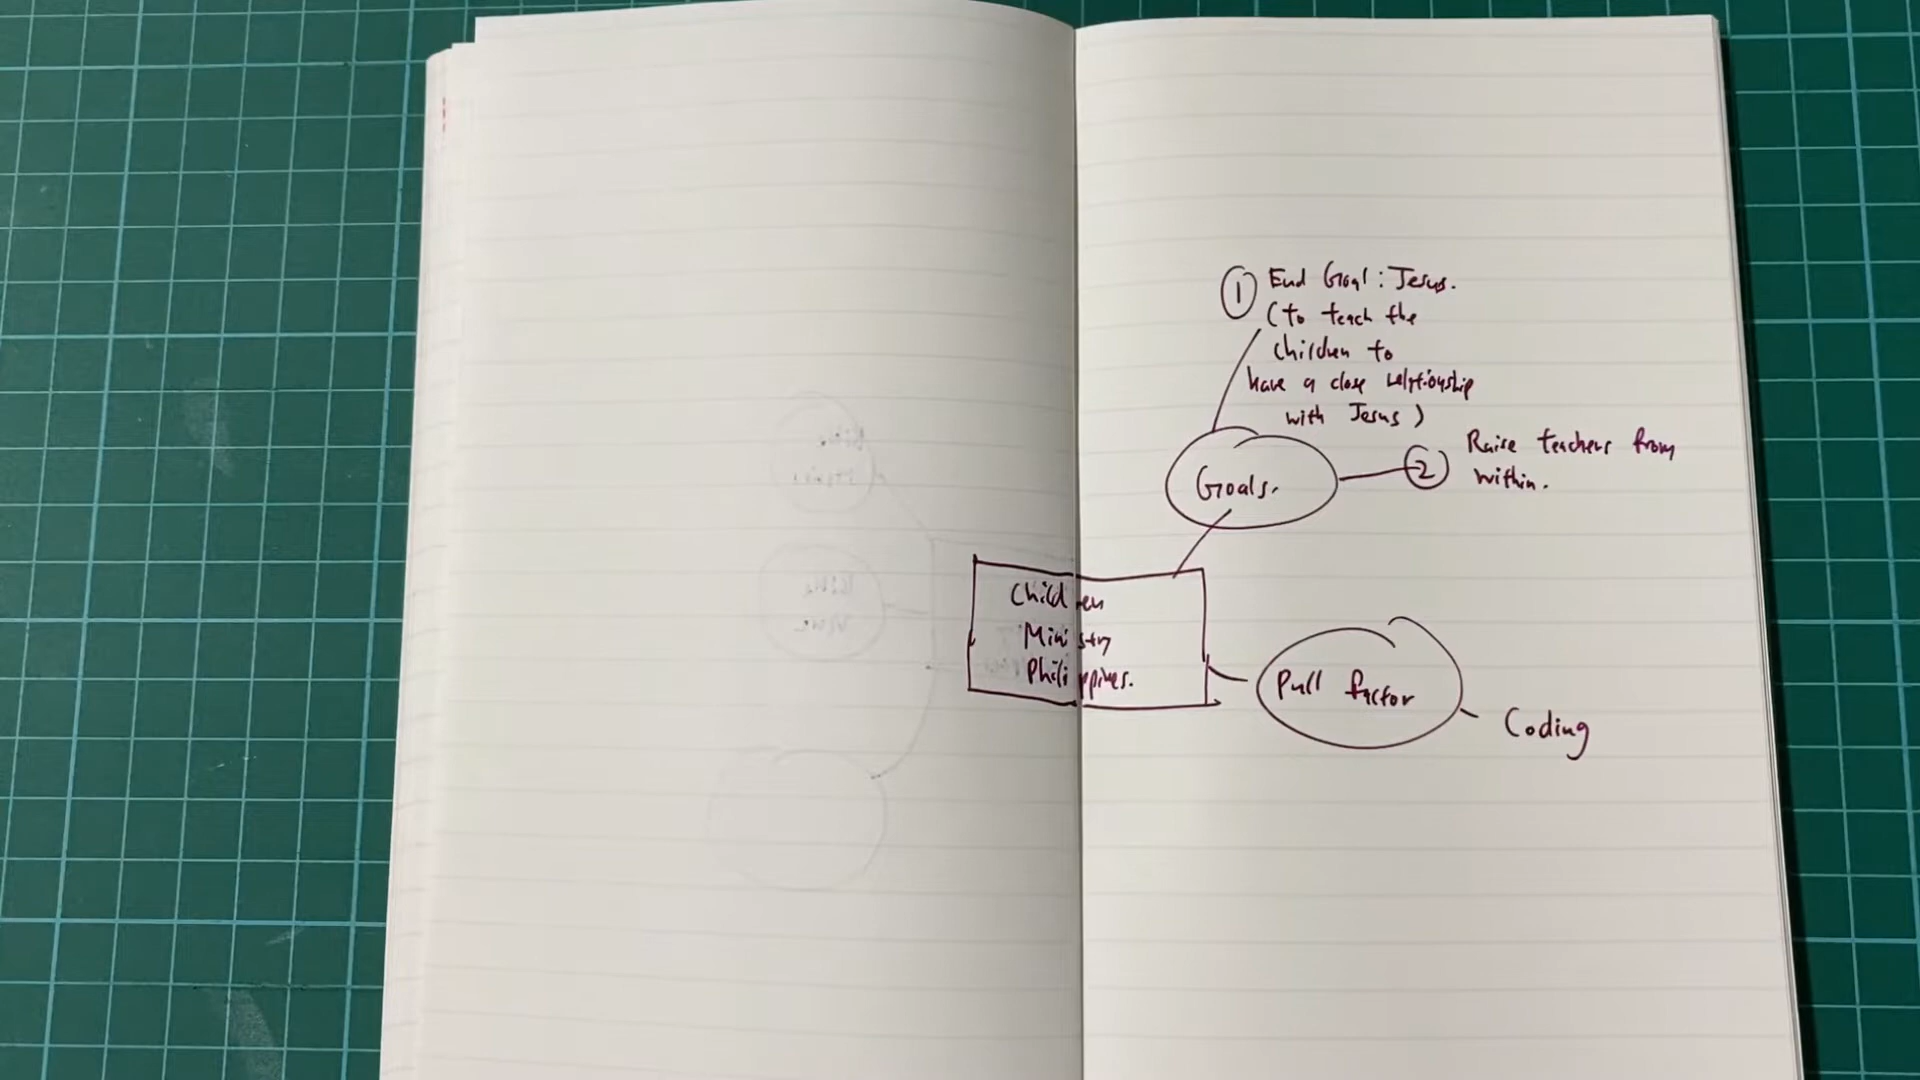 ① End Goal : Jesus.
(to teach the
children to
have a close relationship
with Jesus)
Goals.
② Raise teachers from
within.
Children
Ministry
Philippines.
Pull factor
Coding